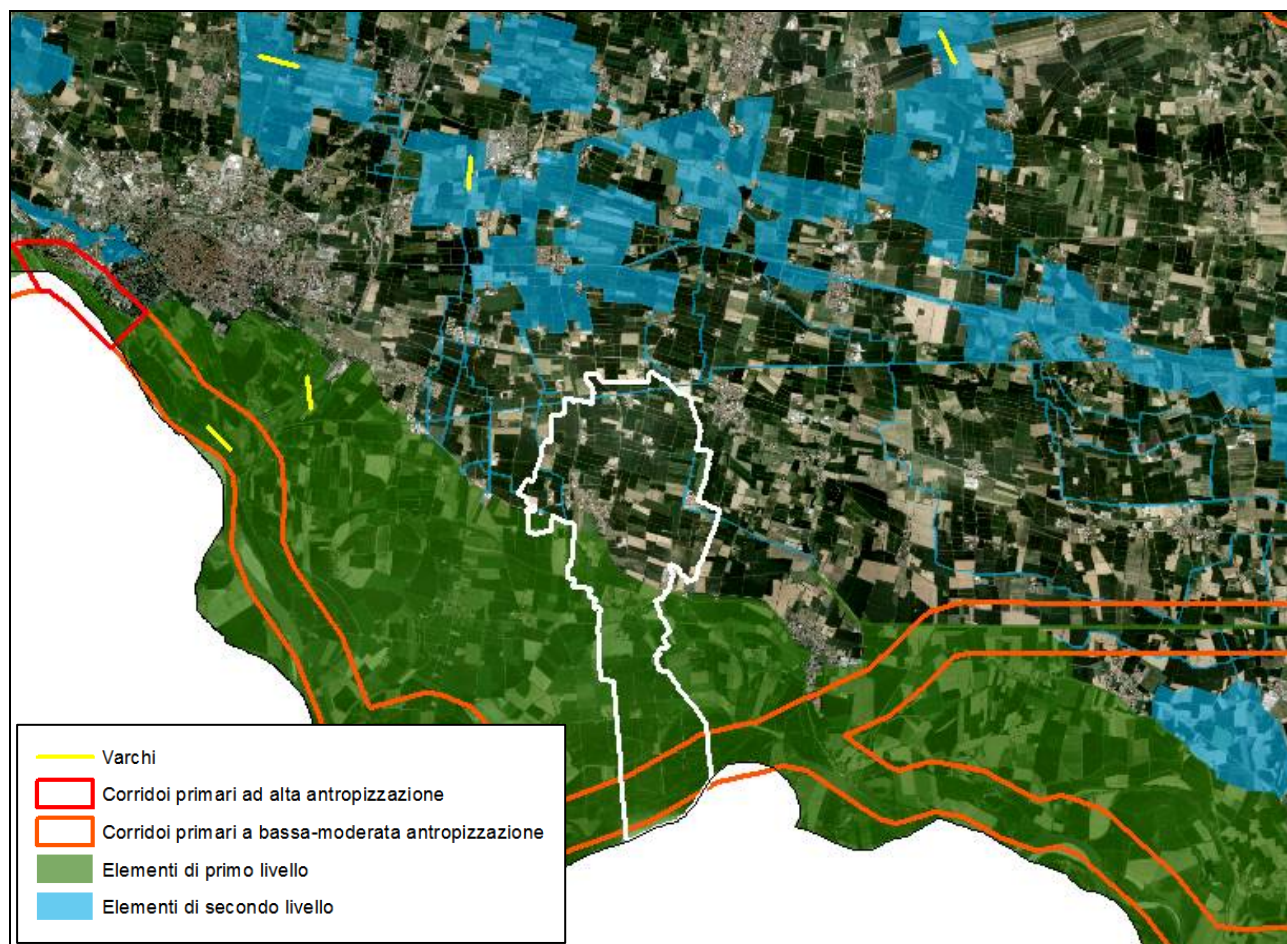 Varchi
Corridoi primari ad alta antropizzazione
Corridoi primari a bassa-moderata antropizzazione
Elementi di primo livello
Elementi di secondo livello